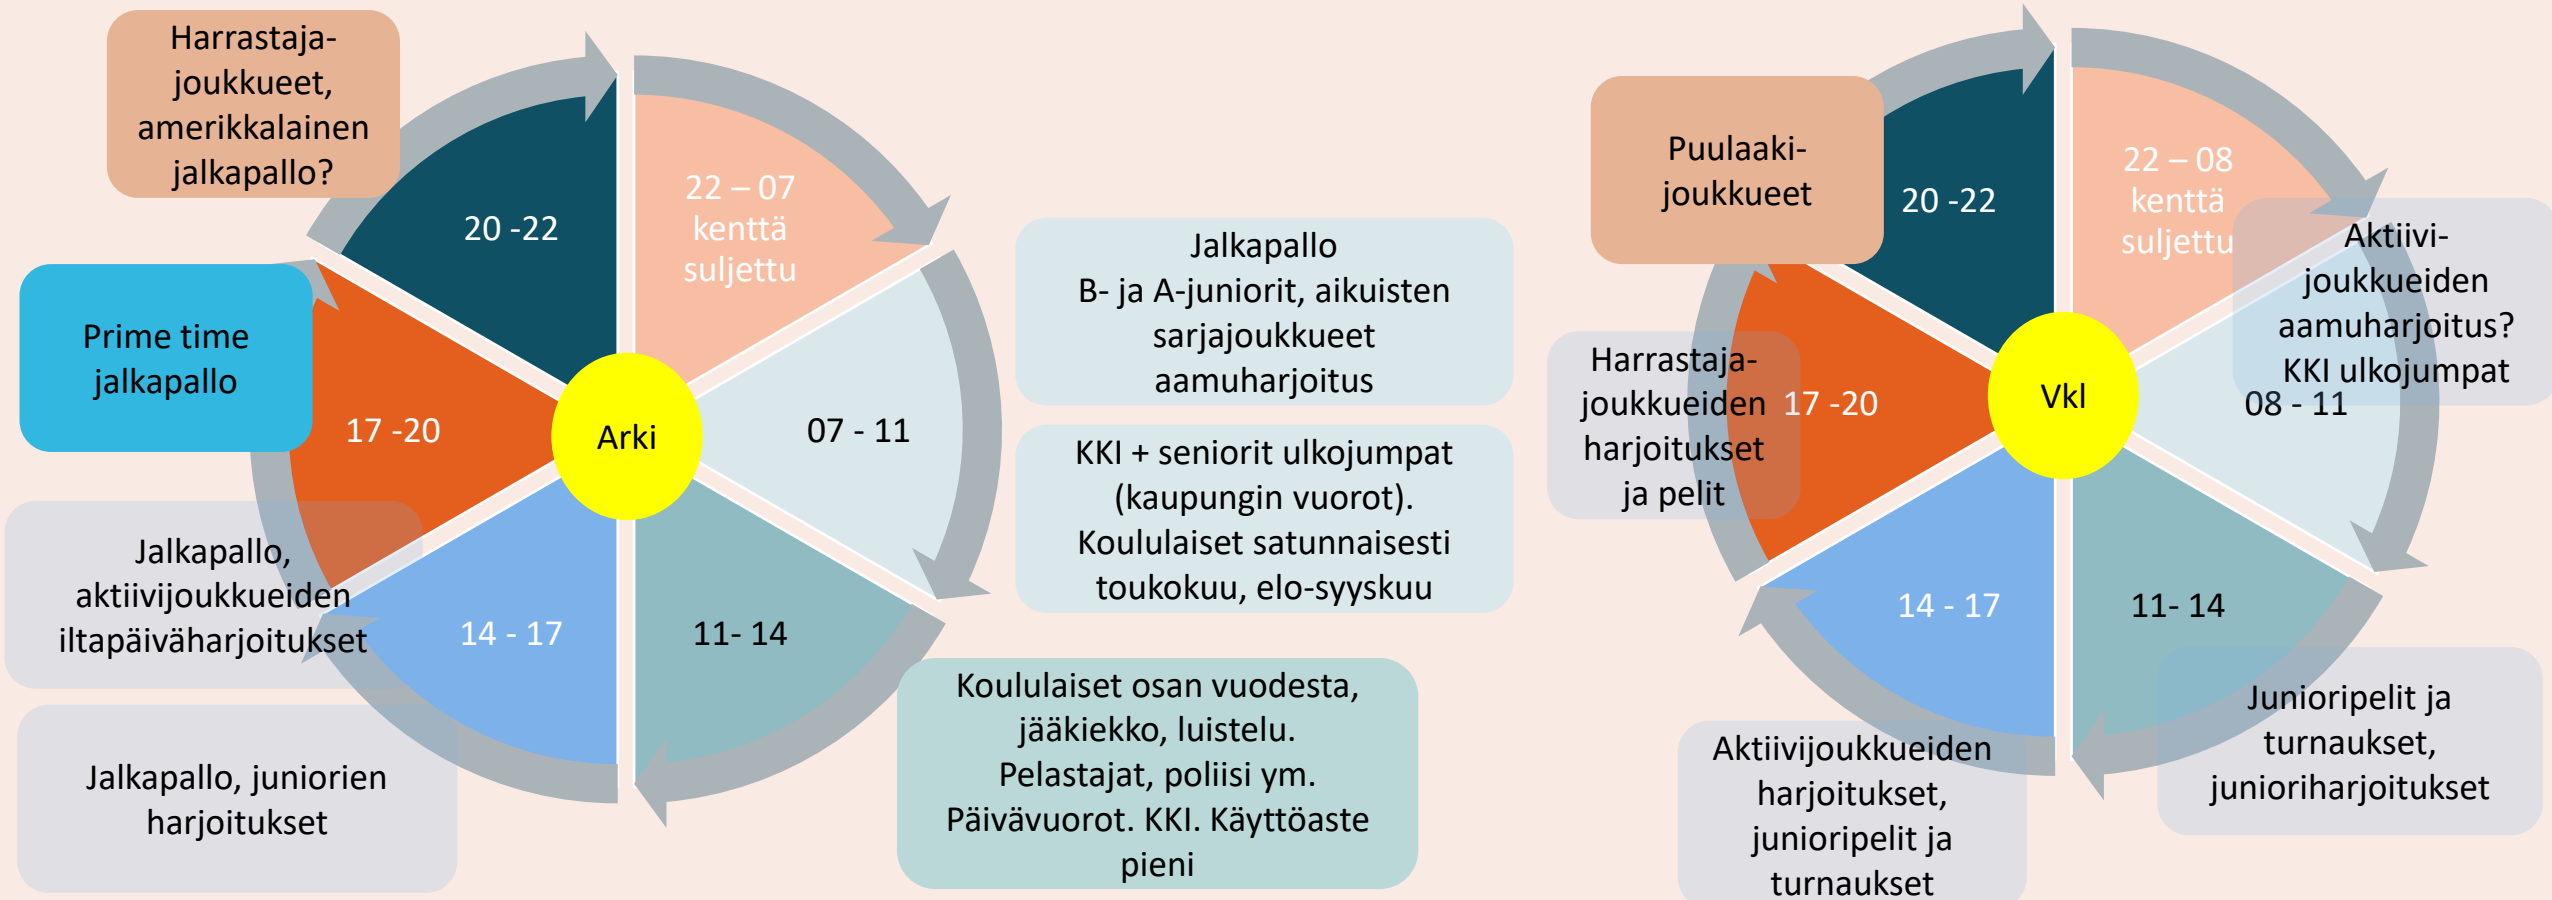 Harrastaja-
joukkueet,
amerikkalainen
jalkapallo?
20 -22
22 – 07
kenttä
suljettu
Prime time
jalkapallo
17 -20
Arki
07 - 11
Jalkapallo
B- ja A-juniorit, aikuisten
sarjajoukkueet
aamuharjoitus
KKI + seniorit ulkojumpat
(kaupungin vuorot).
Koululaiset satunnaisesti
toukokuu, elo-syyskuu
Jalkapallo,
aktiivijoukkueiden
iltapäiväharjoitukset
14 - 17
11- 14
Jalkapallo, juniorien
harjoitukset
Koululaiset osan vuodesta,
jääkiekko, luistelu.
Pelastajat, poliisi ym.
Päivävuorot. KKI. Käyttöaste
pieni
Puulaaki-
joukkueet
20 -22
22 – 08
kenttä
suljettu
Aktiivi-
joukkueiden
aamuharjoitus?
KKI ulkojumpat
Harrastaja-
joukkueiden
harjoitukset
ja pelit
17 -20
Vkl
08 - 11
14 - 17
11- 14
Aktiivijoukkueiden
harjoitukset,
junioripelit ja
turnaukset
Junioripelit ja
turnaukset,
junioriharjoitukset